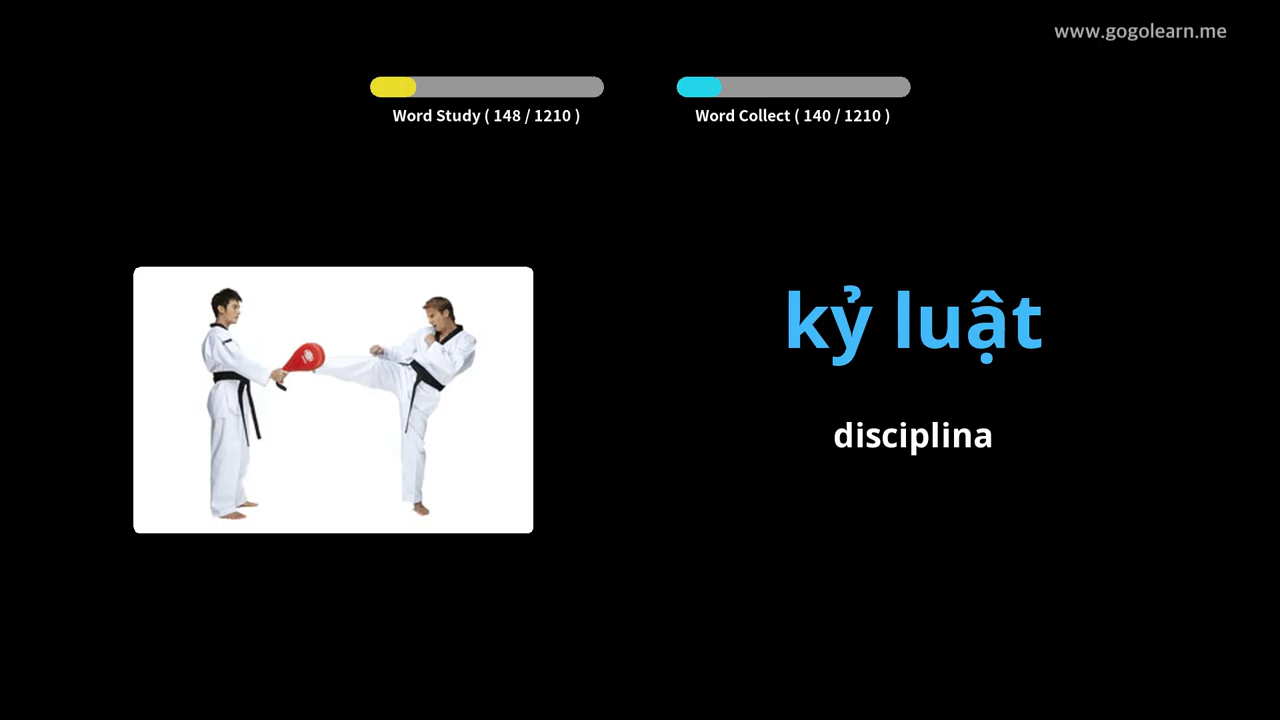 www.gogolearn.me
Word Study ( 148 / 1210 )
Word Collect ( 140 / 1210 )
kỷ luật
disciplina